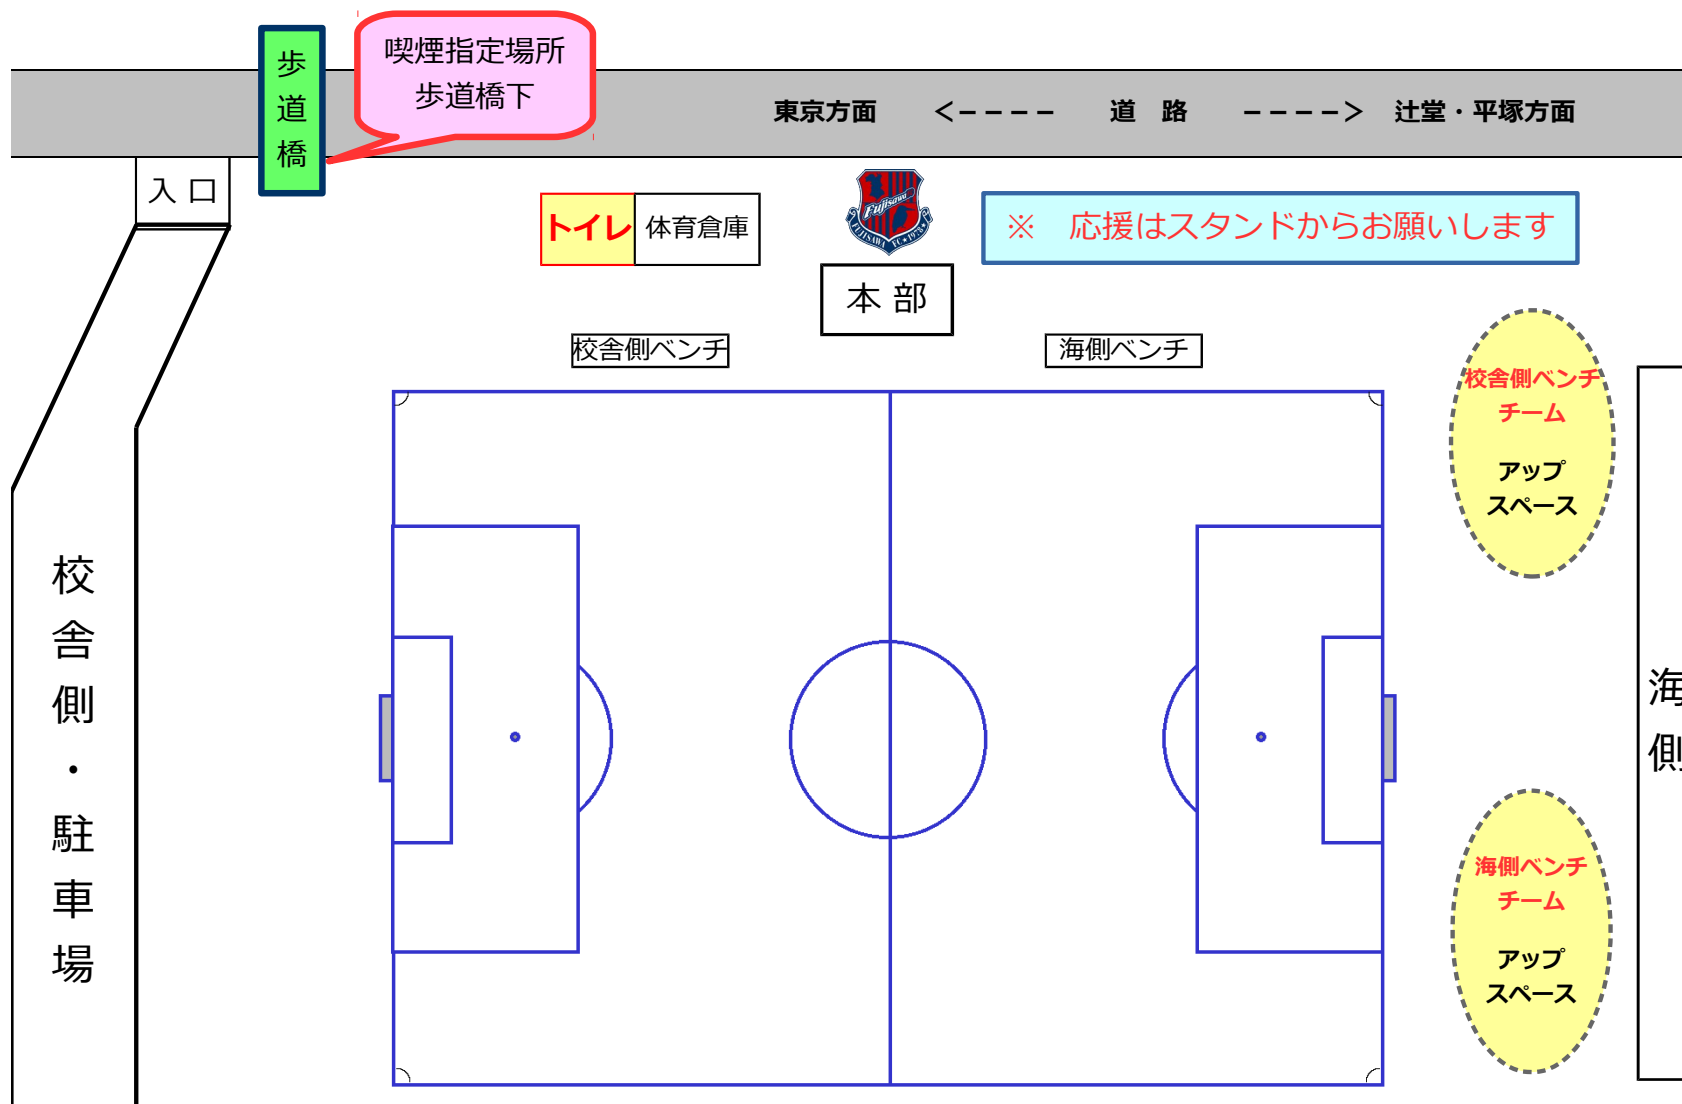 歩道橋
喫煙指定場所
歩道橋下
東京方面 <---- 道 路 ----> 辻堂・平塚方面
入 口
トイレ 体育倉庫
Fujisawa
FUJISAWA FC★1978★
※ 応援はスタンドからお願いします
本 部
校舎側ベンチ
海側ベンチ
校舎側ベンチ
チーム
アップ
スペース
校舎側・駐車場
海側
海側ベンチ
チーム
アップ
スペース